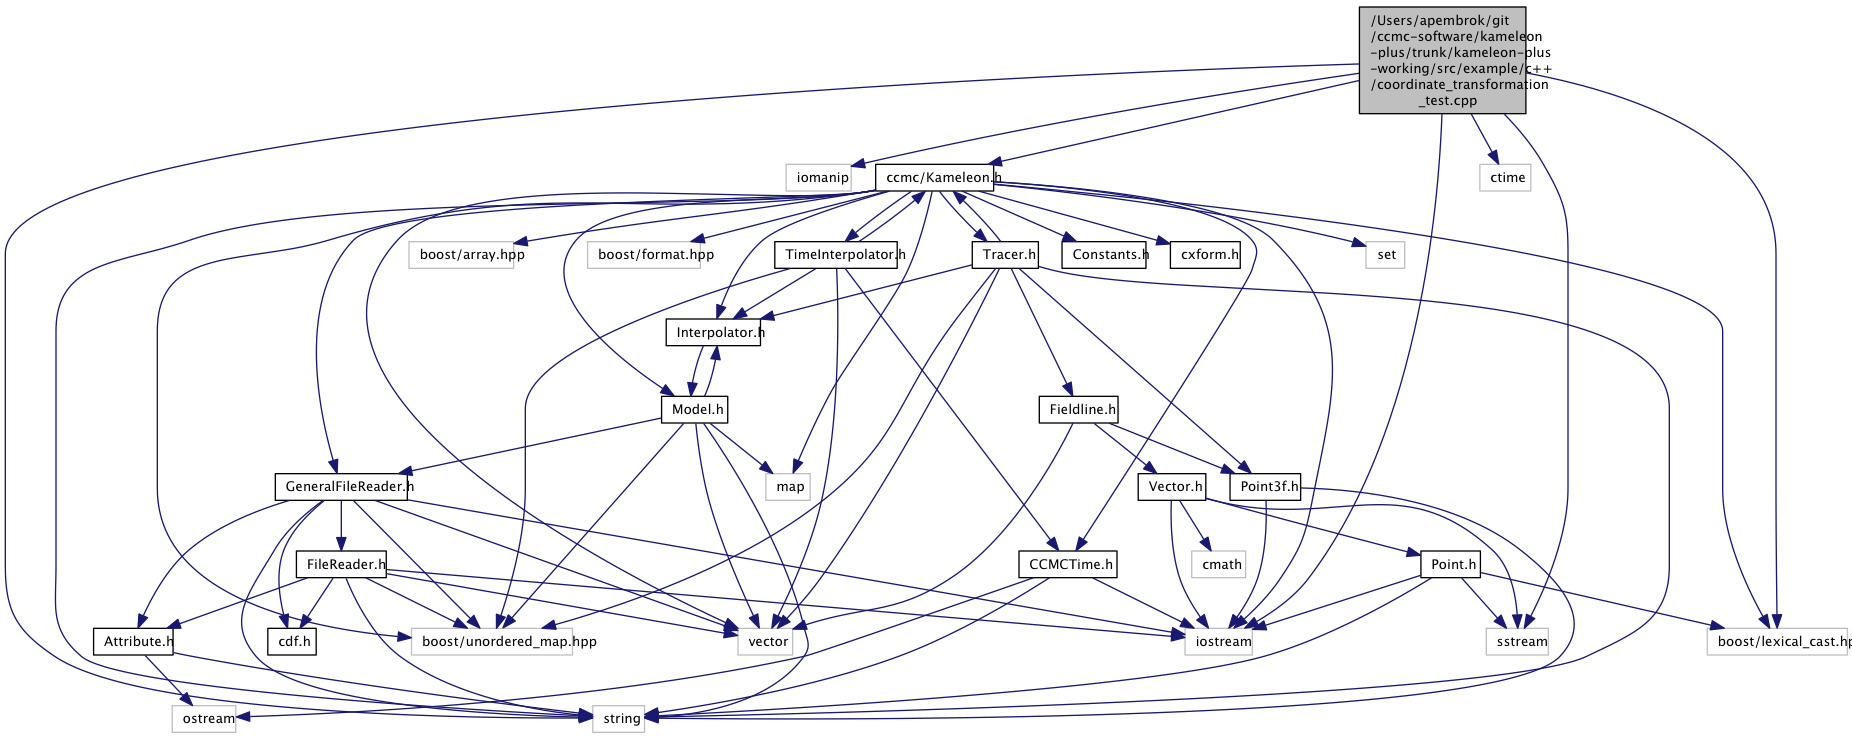 /Users/apembrok/git
/ccmc-software/kameleon
-plus/trunk/kameleon-plus
-working/src/example/c++
/coordinate_transformation
_test.cpp
iomanip
ccmc/Kameleon.h
ctime
boost/array.hpp
boost/format.hpp
TimeInterpolator.h
Tracer.h
Constants.h
cxform.h
set
Interpolator.h
Model.h
Fieldline.h
GeneralFileReader.h
map
Vector.h
Point3f.h
FileReader.h
CCMCTime.h
cmath
Point.h
Attribute.h
cdf.h
boost/unordered_map.hpp
vector
iostream
sstream
boost/lexical_cast.hp
ostream
string